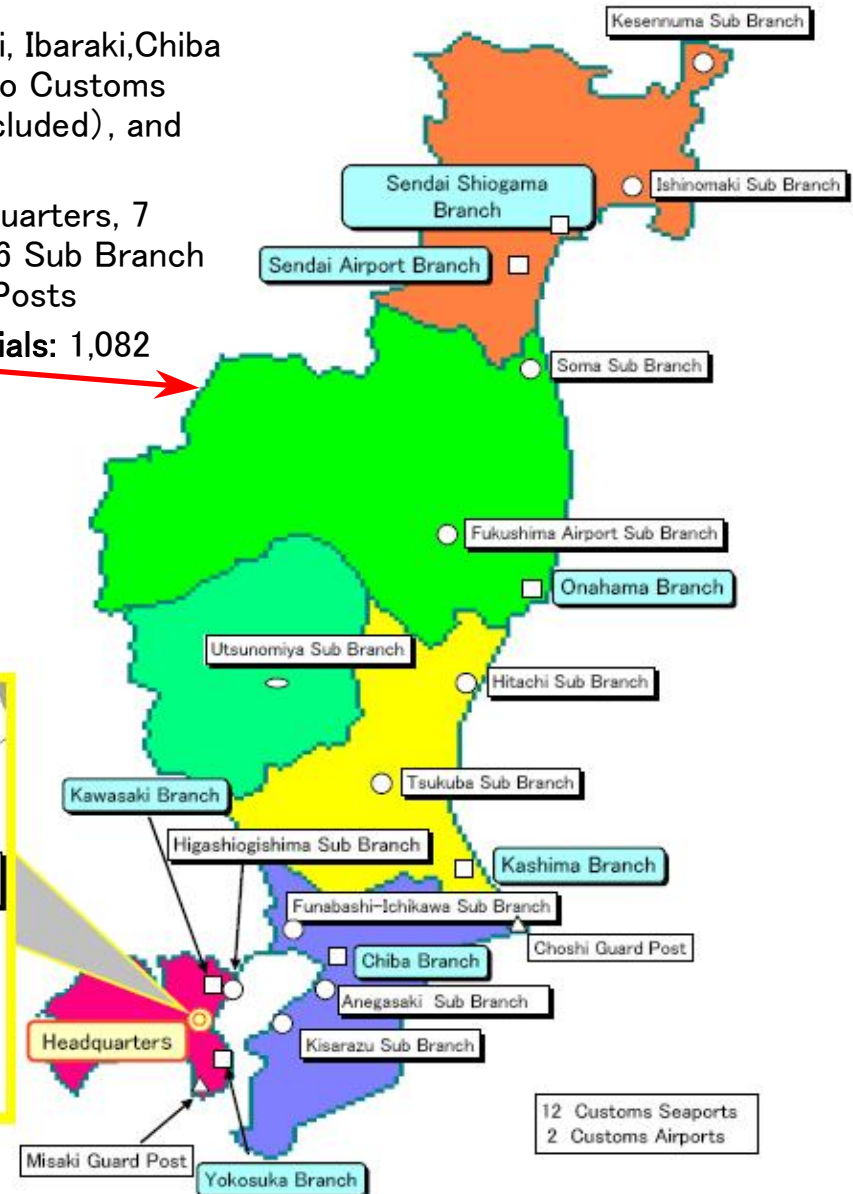 i, Ibaraki,Chiba
o Customs
cluded), and
uarters, 7
6 Sub Branch
Posts
ials: 1,082
Kesennuma Sub Branch
Sendai Shiogama
Branch
Ishinomaki Sub Branch
Sendai Airport Branch
Soma Sub Branch
Fukushima Airport Sub Branch
Onahama Branch
Utsunomiya Sub Branch
Hitachi Sub Branch
Tsukuba Sub Branch
Kawasaki Branch
Higashiogishima Sub Branch
Kashima Branch
Funabashi-Ichikawa Sub Branch
Choshi Guard Post
Chiba Branch
Anegasaki Sub Branch
Headquarters
Kisarazu Sub Branch
12 Customs Seaports
2 Customs Airports
Misaki Guard Post
Yokosuka Branch